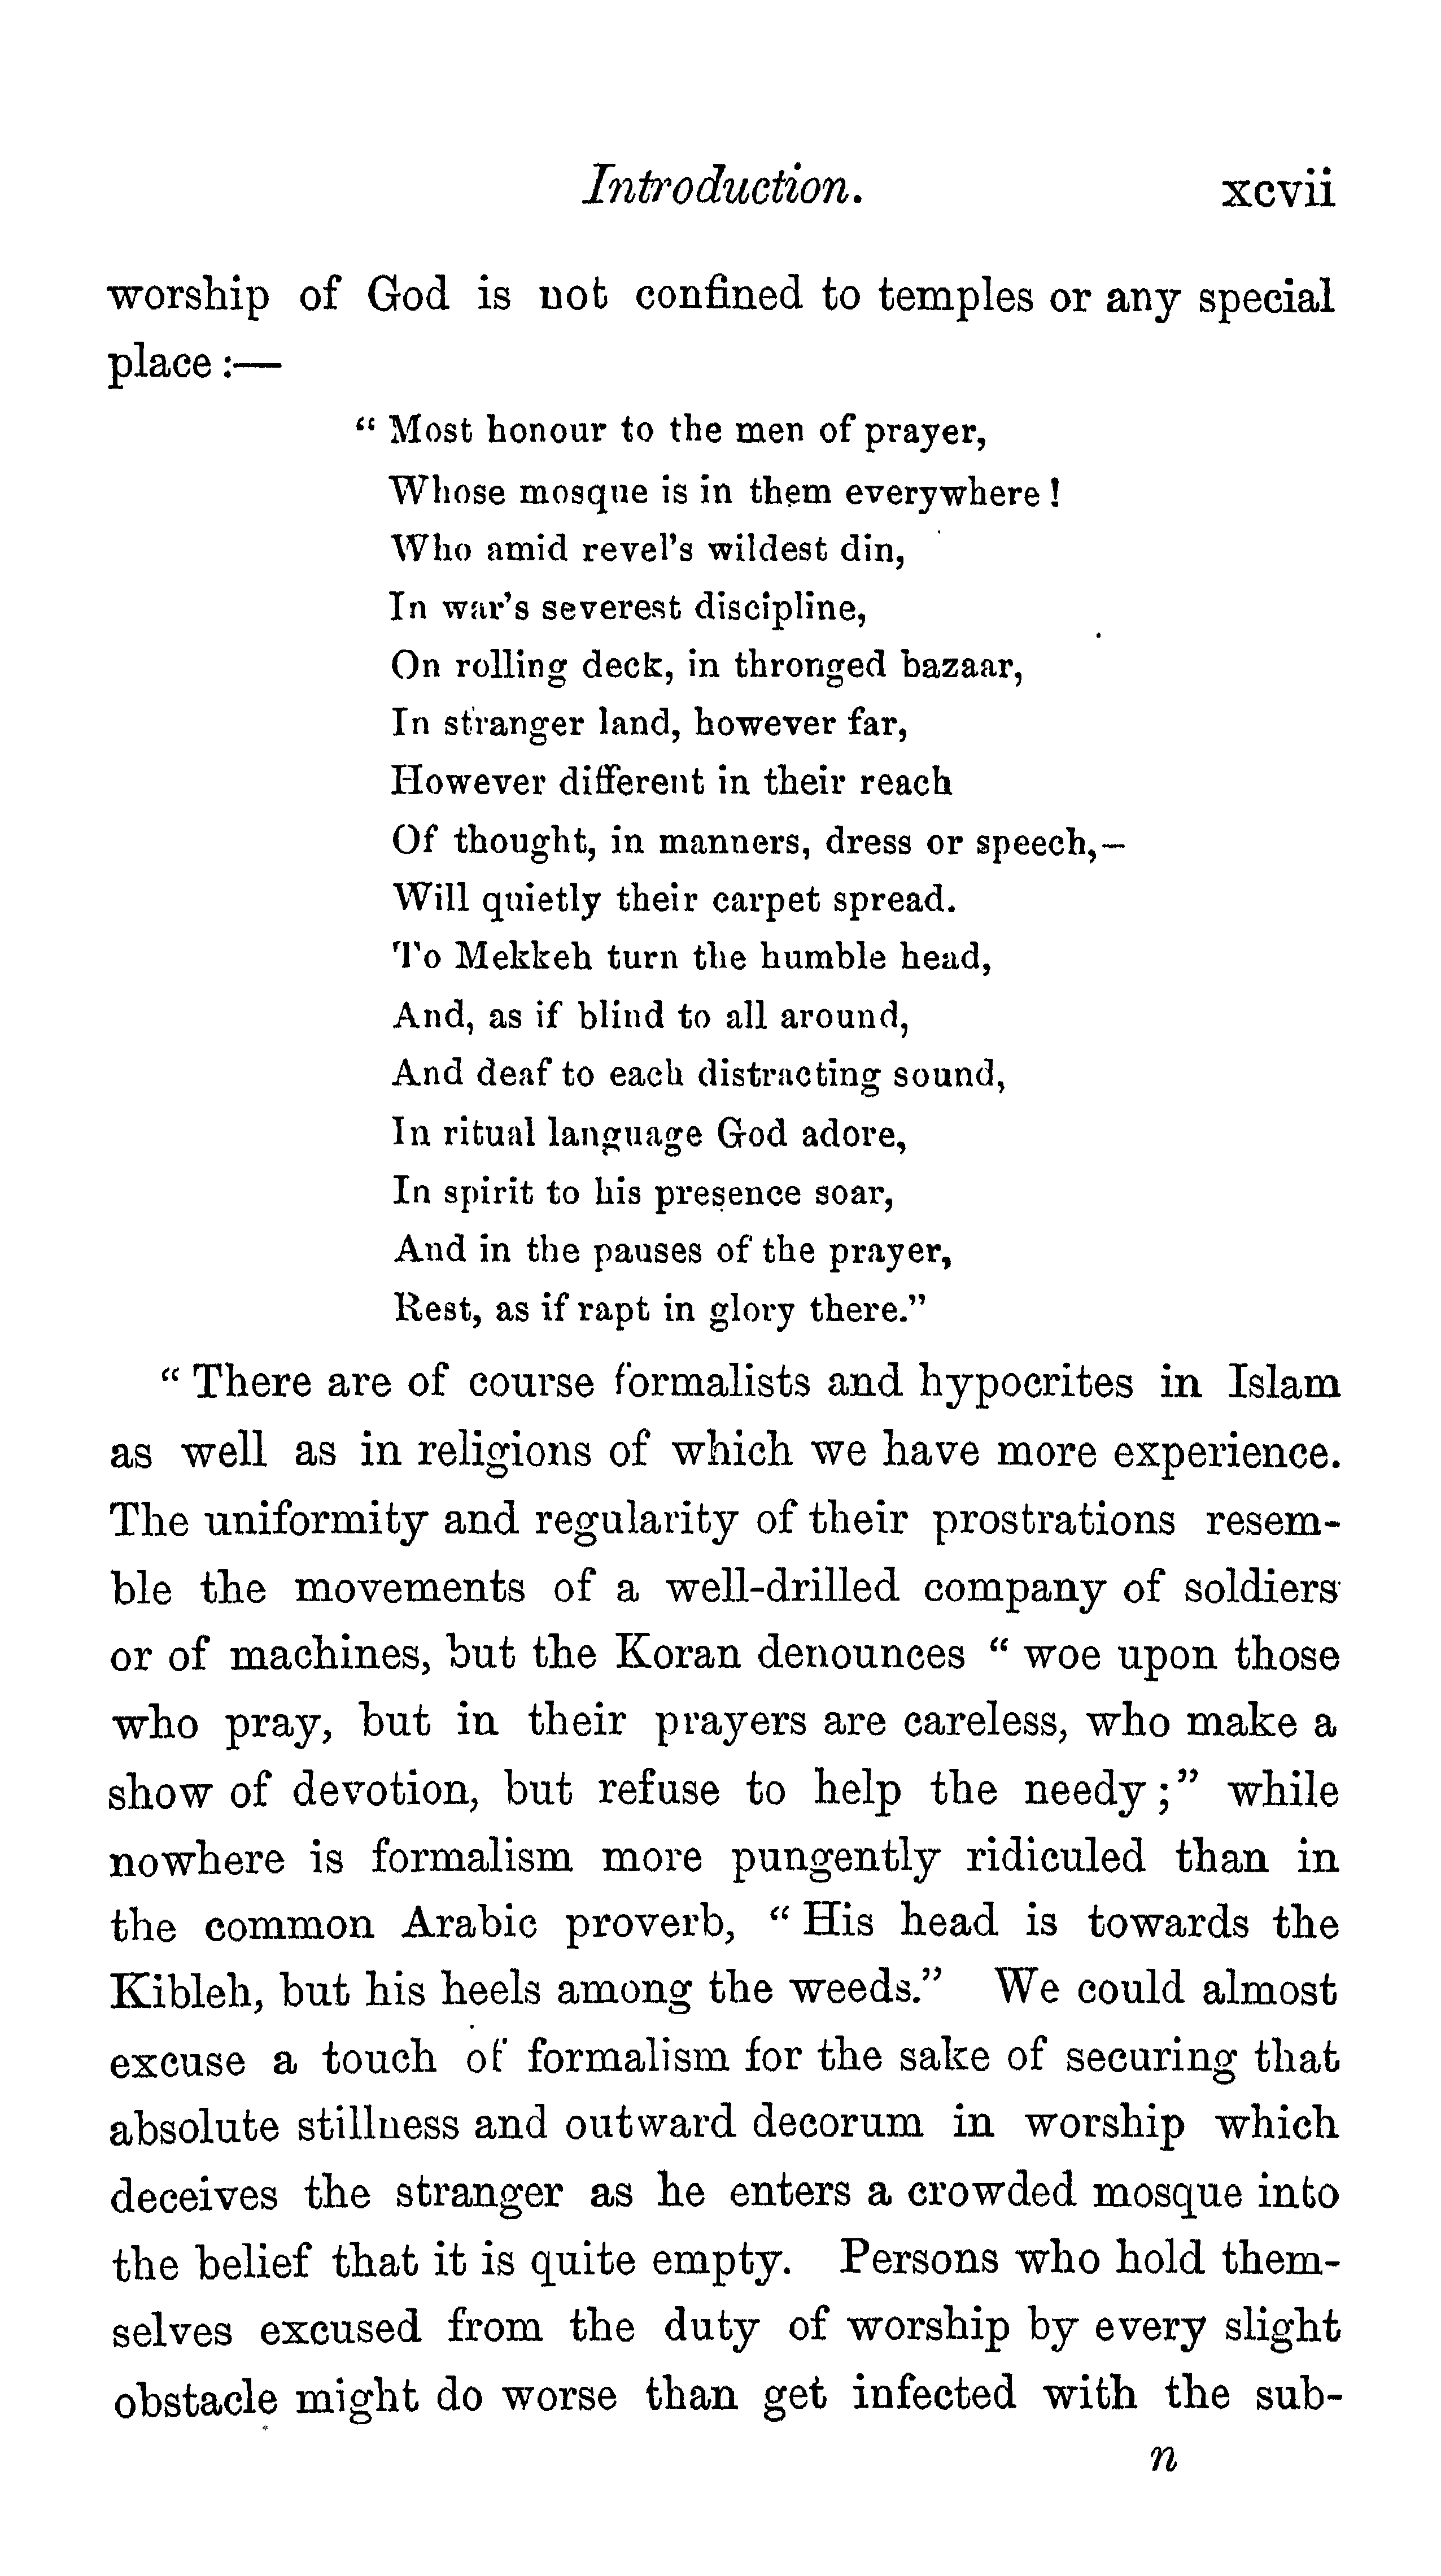 Introduction. xcvii
worship of God is not confined to temples or any special
place :—
“ Most honour to the men of prayer,
Whose mosque is in them everywhere !
Who amid revel’s wildest din,
In war’s severest discipline,
On rolling deck, in thronged bazaar,
In stranger land, however far,
However different in their reach
Of thought, in manners, dress or speech,—
Will quietly their carpet spread.
To Mekkeh turn the humble head,
And, as if blind to all around,
And deaf to each distracting sound,
In ritual language God adore,
In spirit to his presence soar,
And in the pauses of the prayer,
Rest, as if rapt in glory there.”
“ There are of course formalists and hypocrites in Islam
as well as in religions of which we have more experience.
The uniformity and regularity of their prostrations resem-
ble the movements of a well-drilled company of soldiers
or of machines, but the Koran denounces “ woe upon those
who pray, but in their prayers are careless, who make a
show of devotion, but refuse to help the needy ;” while
nowhere is formalism more pungently ridiculed than in
the common Arabic proverb, “ His head is towards the
Kibleh, but his heels among the weeds.” We could almost
excuse a touch of formalism for the sake of securing that
absolute stillness and outward decorum in worship which
deceives the stranger as he enters a crowded mosque into
the belief that it is quite empty. Persons who hold them-
selves excused from the duty of worship by every slight
obstacle might do worse than get infected with the sub-
n